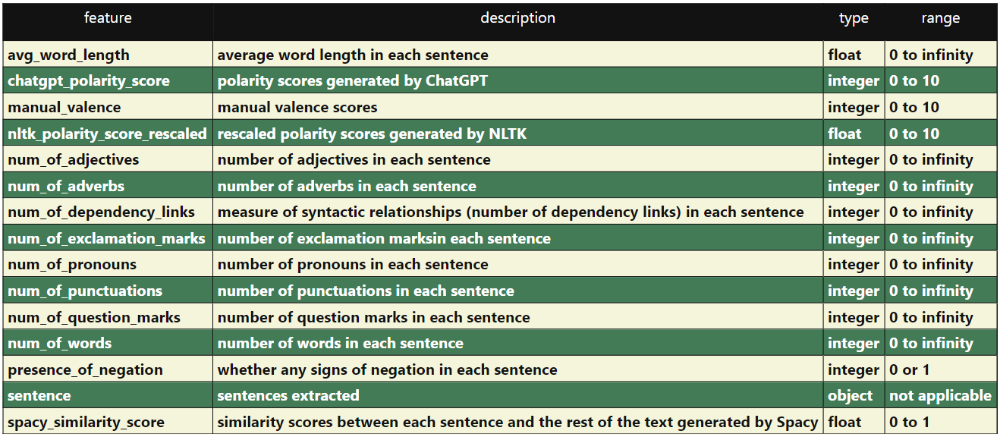 feature description type range
avg_word_length average word length in each sentence float 0 to infinity
chatgpt_polarity_score polarity scores generated by ChatGPT integer 0 to 10
manual_valence manual valence scores integer 0 to 10
nltk_polarity_score_rescaled rescaled polarity scores generated by NLTK float 0 to 10
num_of_adjectives number of adjectives in each sentence integer 0 to infinity
num_of_adverbs number of adverbs in each sentence integer 0 to infinity
num_of_dependency_links measure of syntactic relationships (number of dependency links) in each sentence integer 0 to infinity
num_of_exclamation_marks number of exclamation marksin each sentence integer 0 to infinity
num_of_pronouns number of pronouns in each sentence integer 0 to infinity
num_of_punctuations number of punctuations in each sentence integer 0 to infinity
num_of_question_marks number of question marks in each sentence integer 0 to infinity
num_of_words number of words in each sentence integer 0 to infinity
presence_of_negation whether any signs of negation in each sentence integer 0 or 1
sentence sentences extracted object not applicable
spacy_similarity_score similarity scores between each sentence and the rest of the text generated by Spacy float 0 to 1